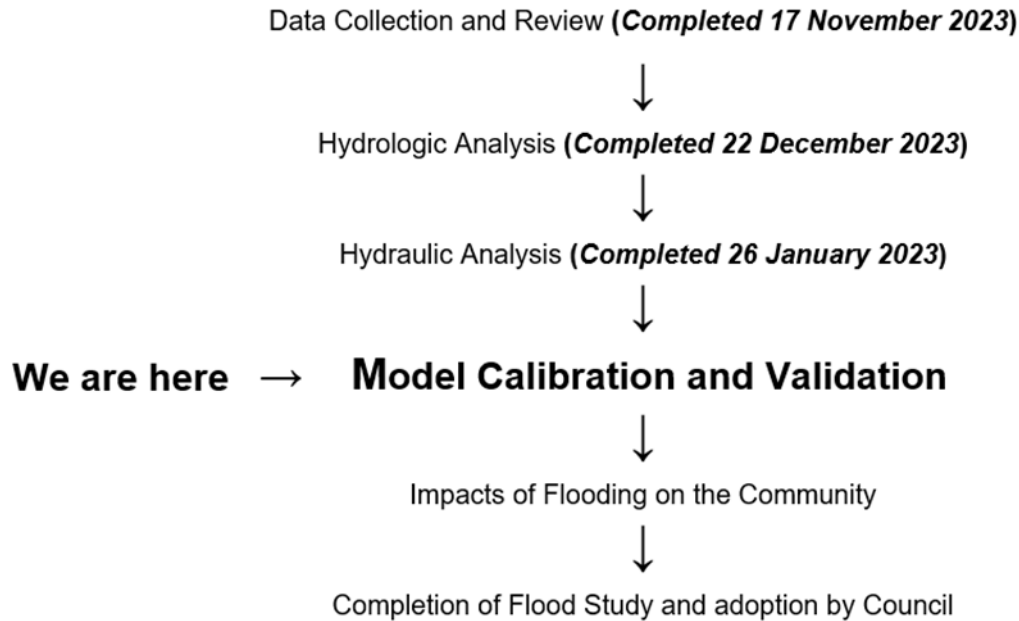 Data Collection and Review (Completed 17 November 2023)
↓
Hydrologic Analysis (Completed 22 December 2023)
↓
Hydraulic Analysis (Completed 26 January 2023)
↓
We are here → Model Calibration and Validation
↓
Impacts of Flooding on the Community
↓
Completion of Flood Study and adoption by Council